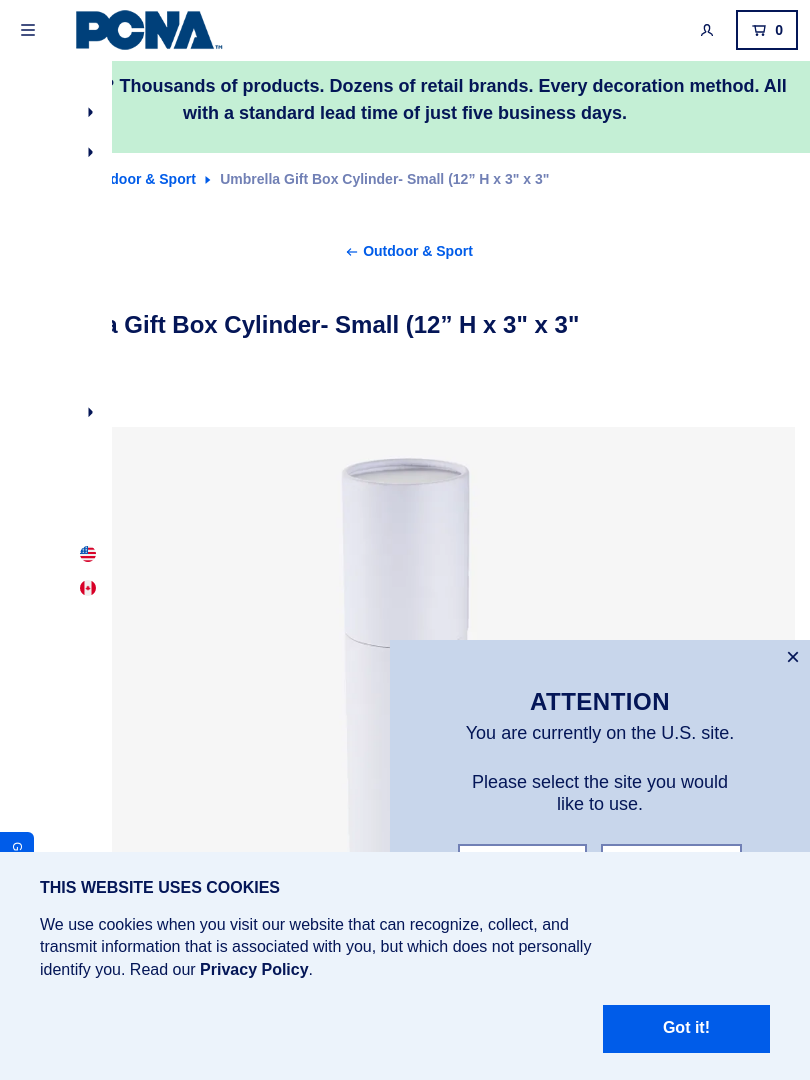 PCNA
TM
0
Thousands of products. Dozens of retail brands. Every decoration method. All
with a standard lead time of just five business days.
door & Sport
Umbrella Gift Box Cylinder- Small (12” H x 3" x 3"
← Outdoor & Sport
a Gift Box Cylinder- Small (12” H x 3" x 3"
ATTENTION
You are currently on the U.S. site.
Please select the site you would
like to use.
G
THIS WEBSITE USES COOKIES
We use cookies when you visit our website that can recognize, collect, and
transmit information that is associated with you, but which does not personally
identify you. Read our Privacy Policy.
Got it!